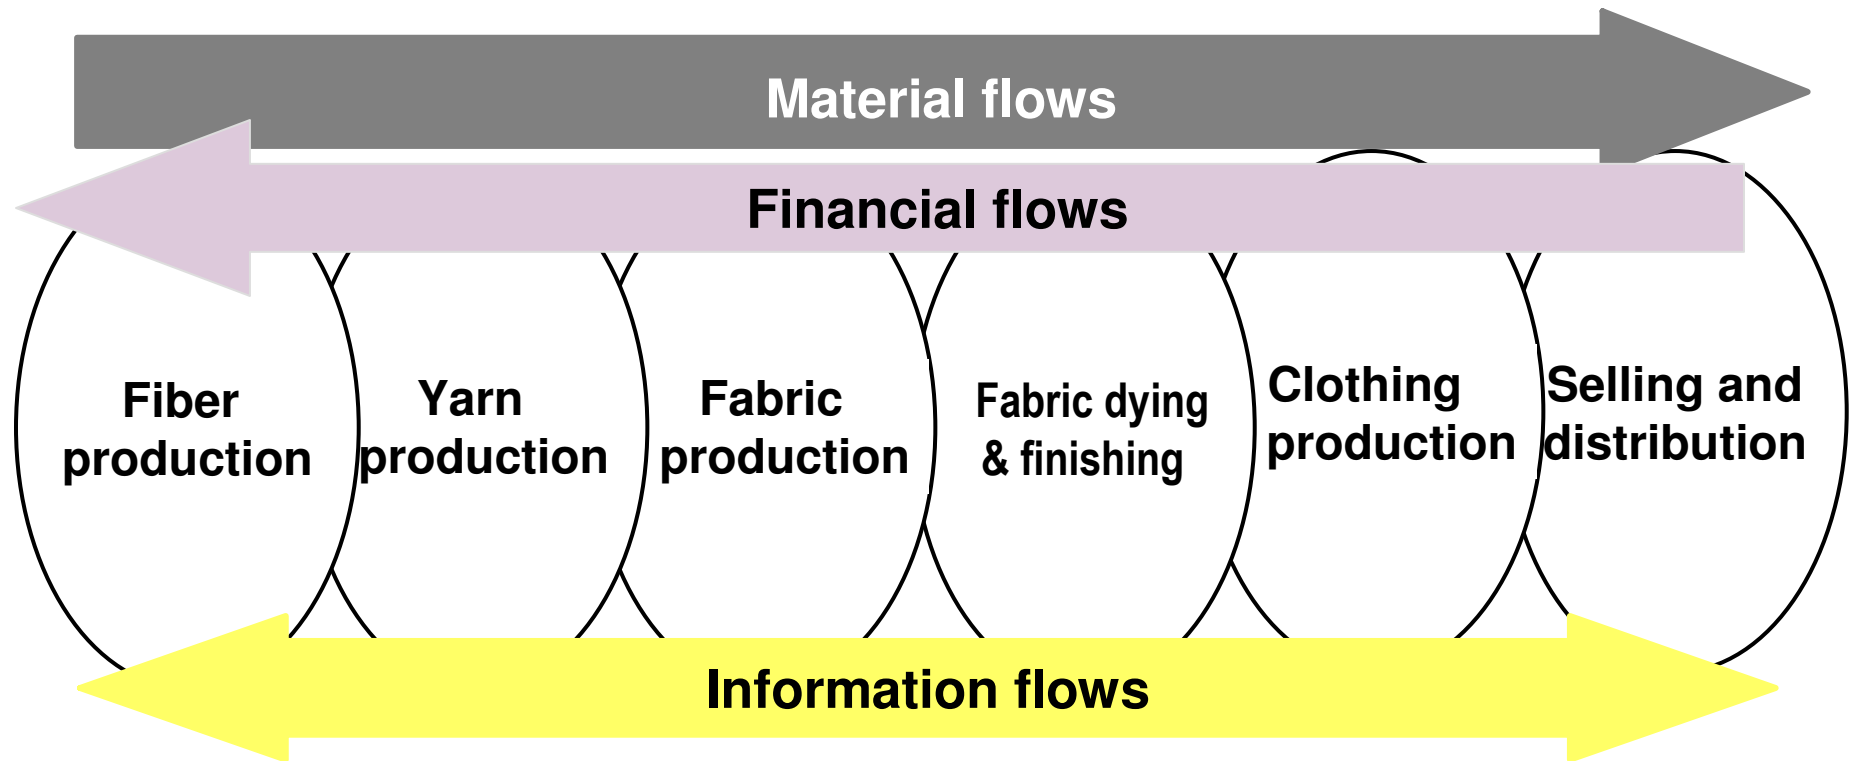 Material flows
Financial flows
Fiber
production
Yarn
production
Fabric
production
Fabric dying
& finishing
Clothing
production
Selling and
distribution
Information flows